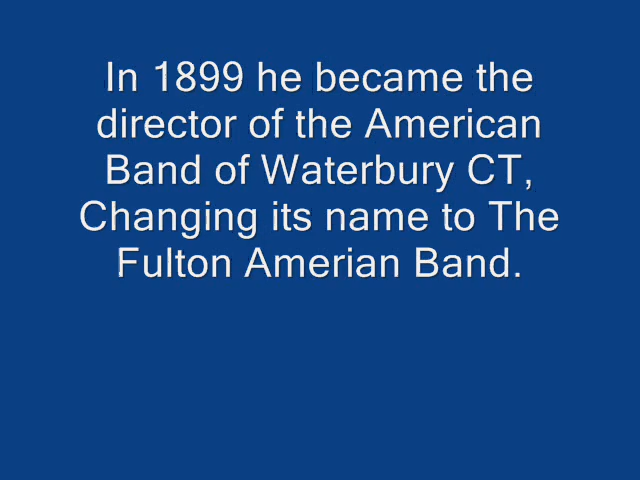 In 1899 he became the
director of the American
Band of Waterbury CT,
Changing its name to The
Fulton Amerian Band.